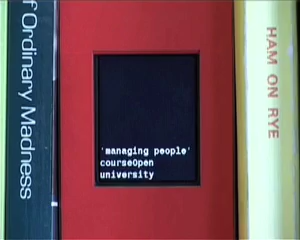 f Ordinary Madness
'managing people'
courseOpen
university
HAM ON RYE